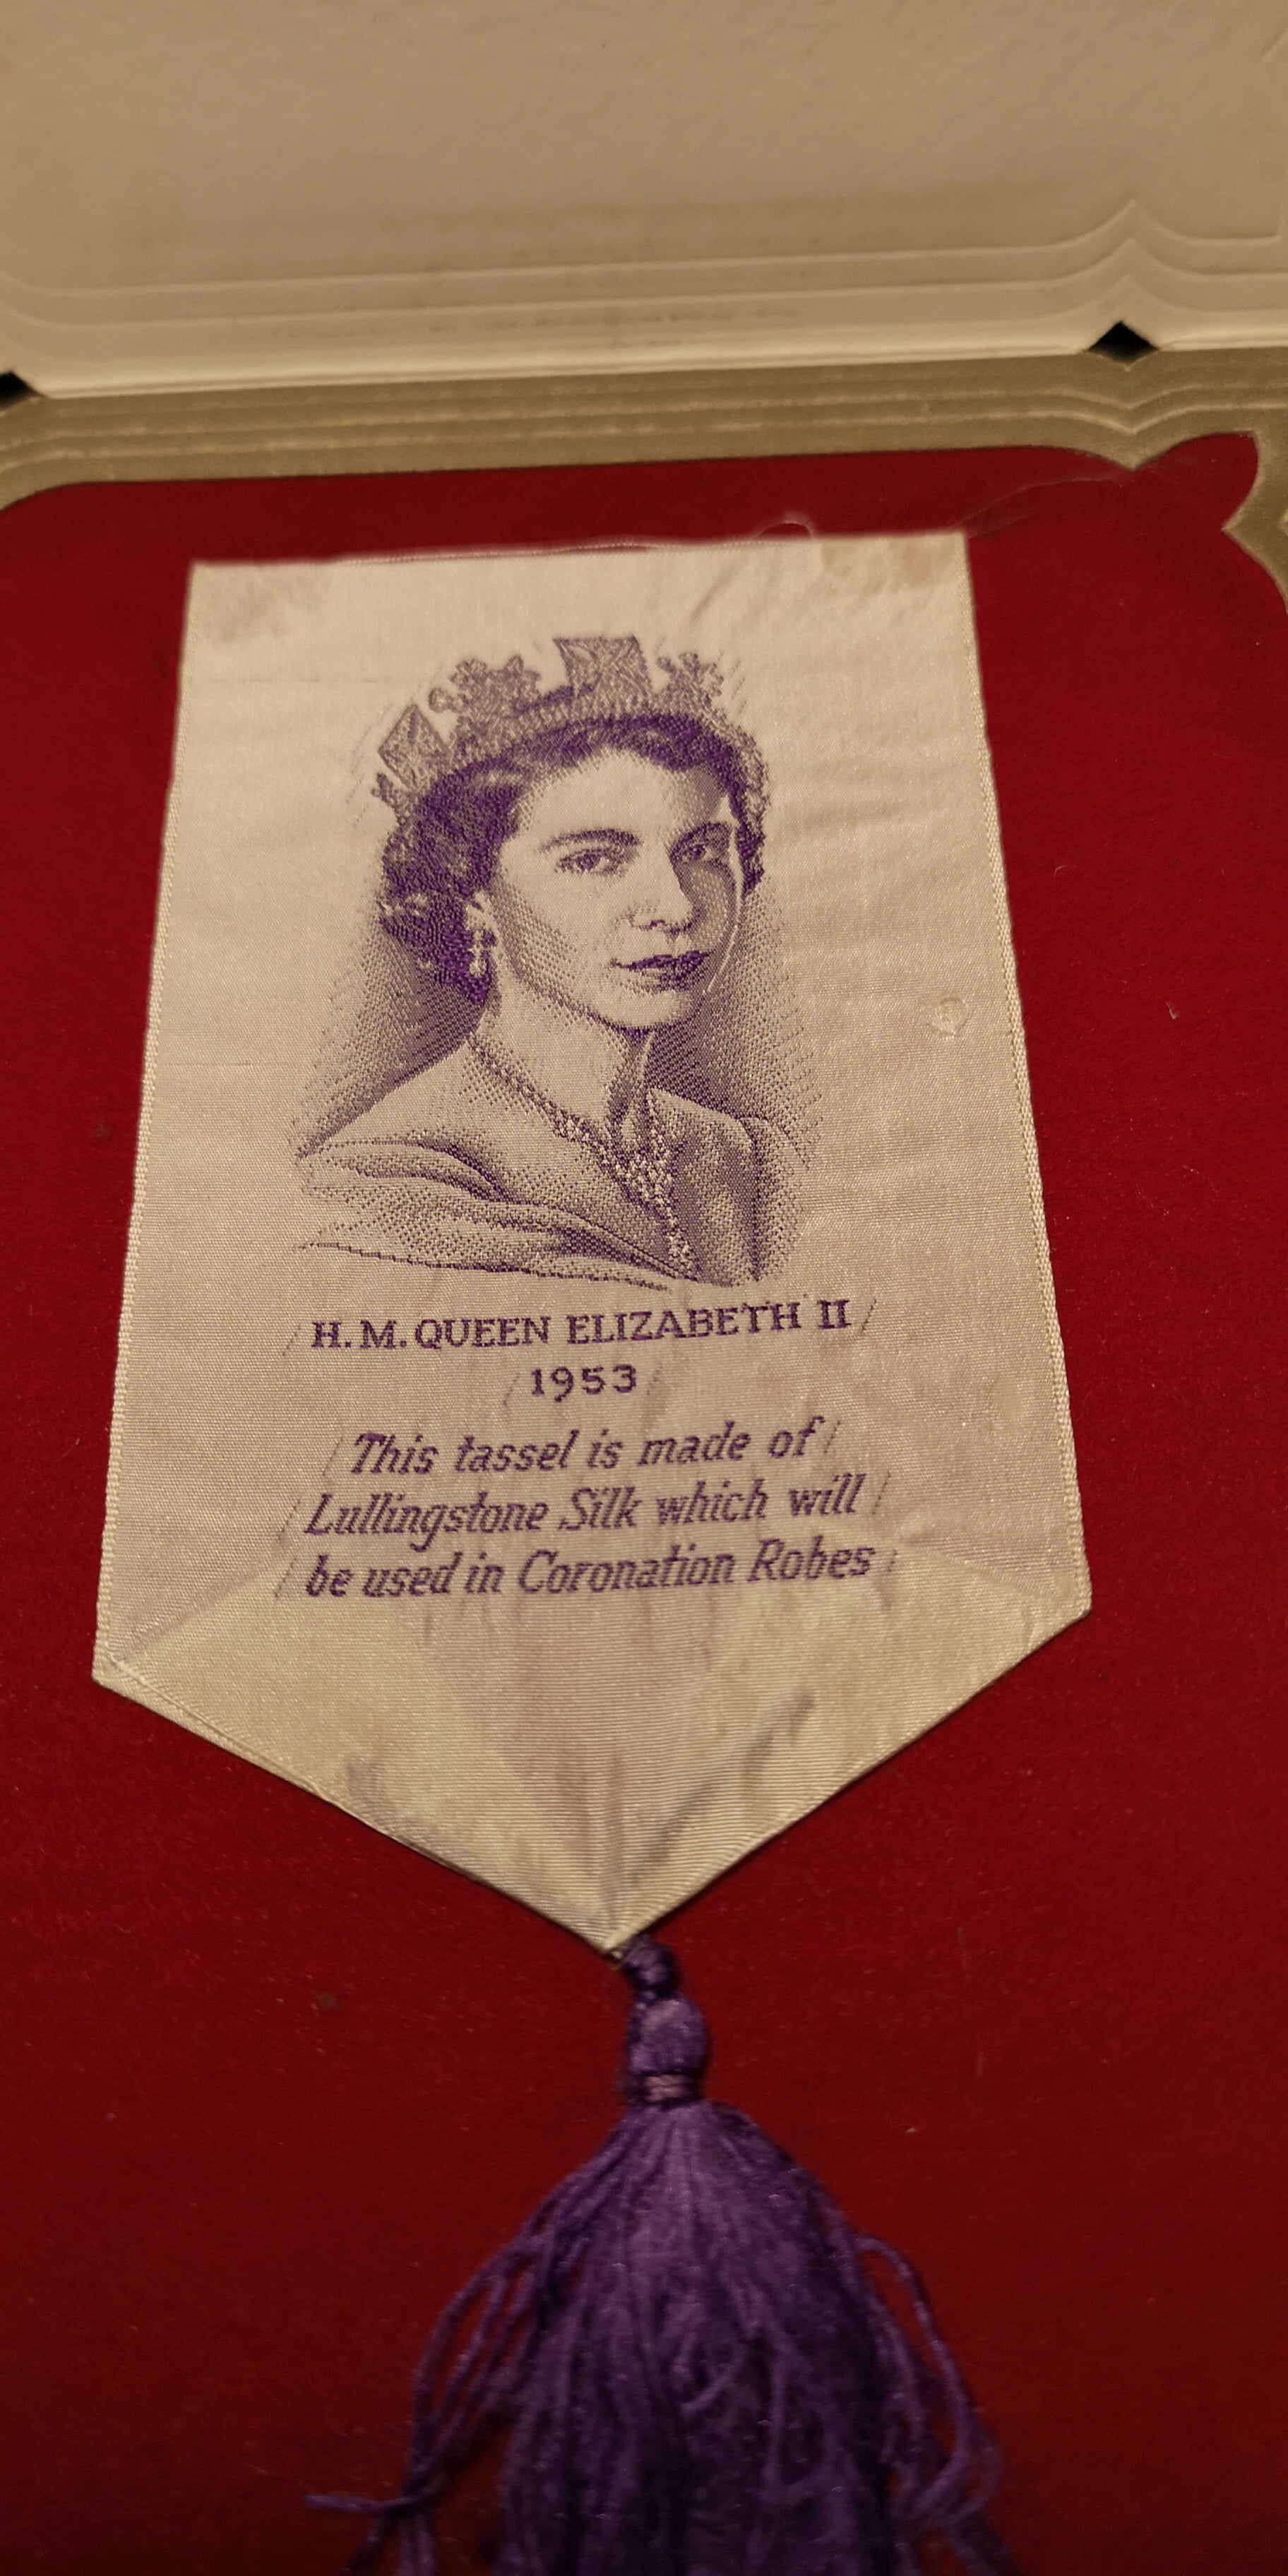 H.M. QUEEN ELIZABETH II
1953
This tassel is made of
Lullingstone Silk which will
be used in Coronation Robes